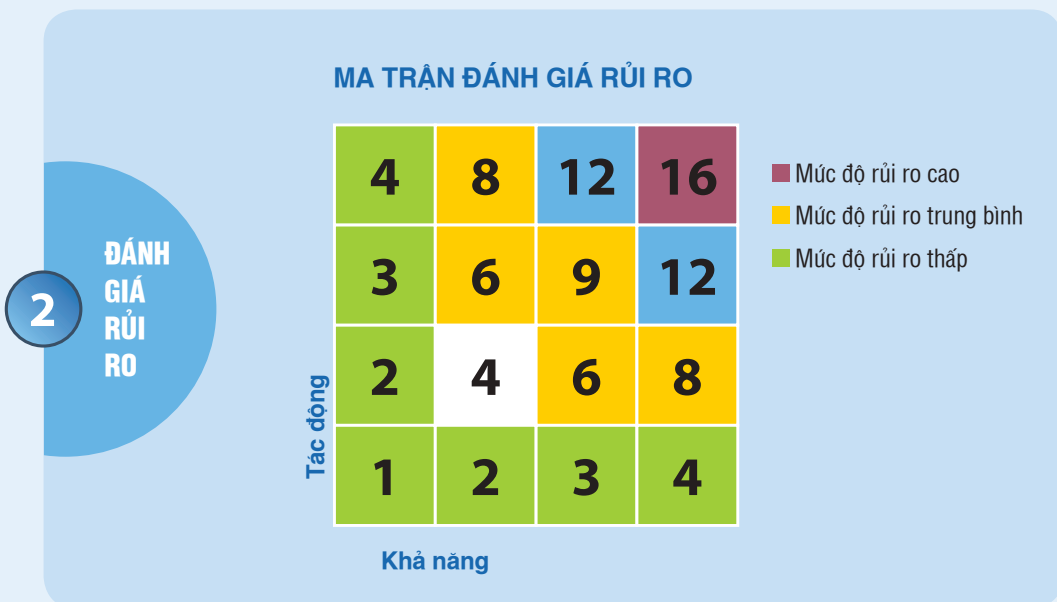 MA TRẬN ĐÁNH GIÁ RỦI RO
2
ĐÁNH
GIÁ
RỦI
RO
Tác động
4 8 12 16
3 6 9 12
2 4 6 8
1 2 3 4
Khả năng
Mức độ rủi ro cao
Mức độ rủi ro trung bình
Mức độ rủi ro thấp